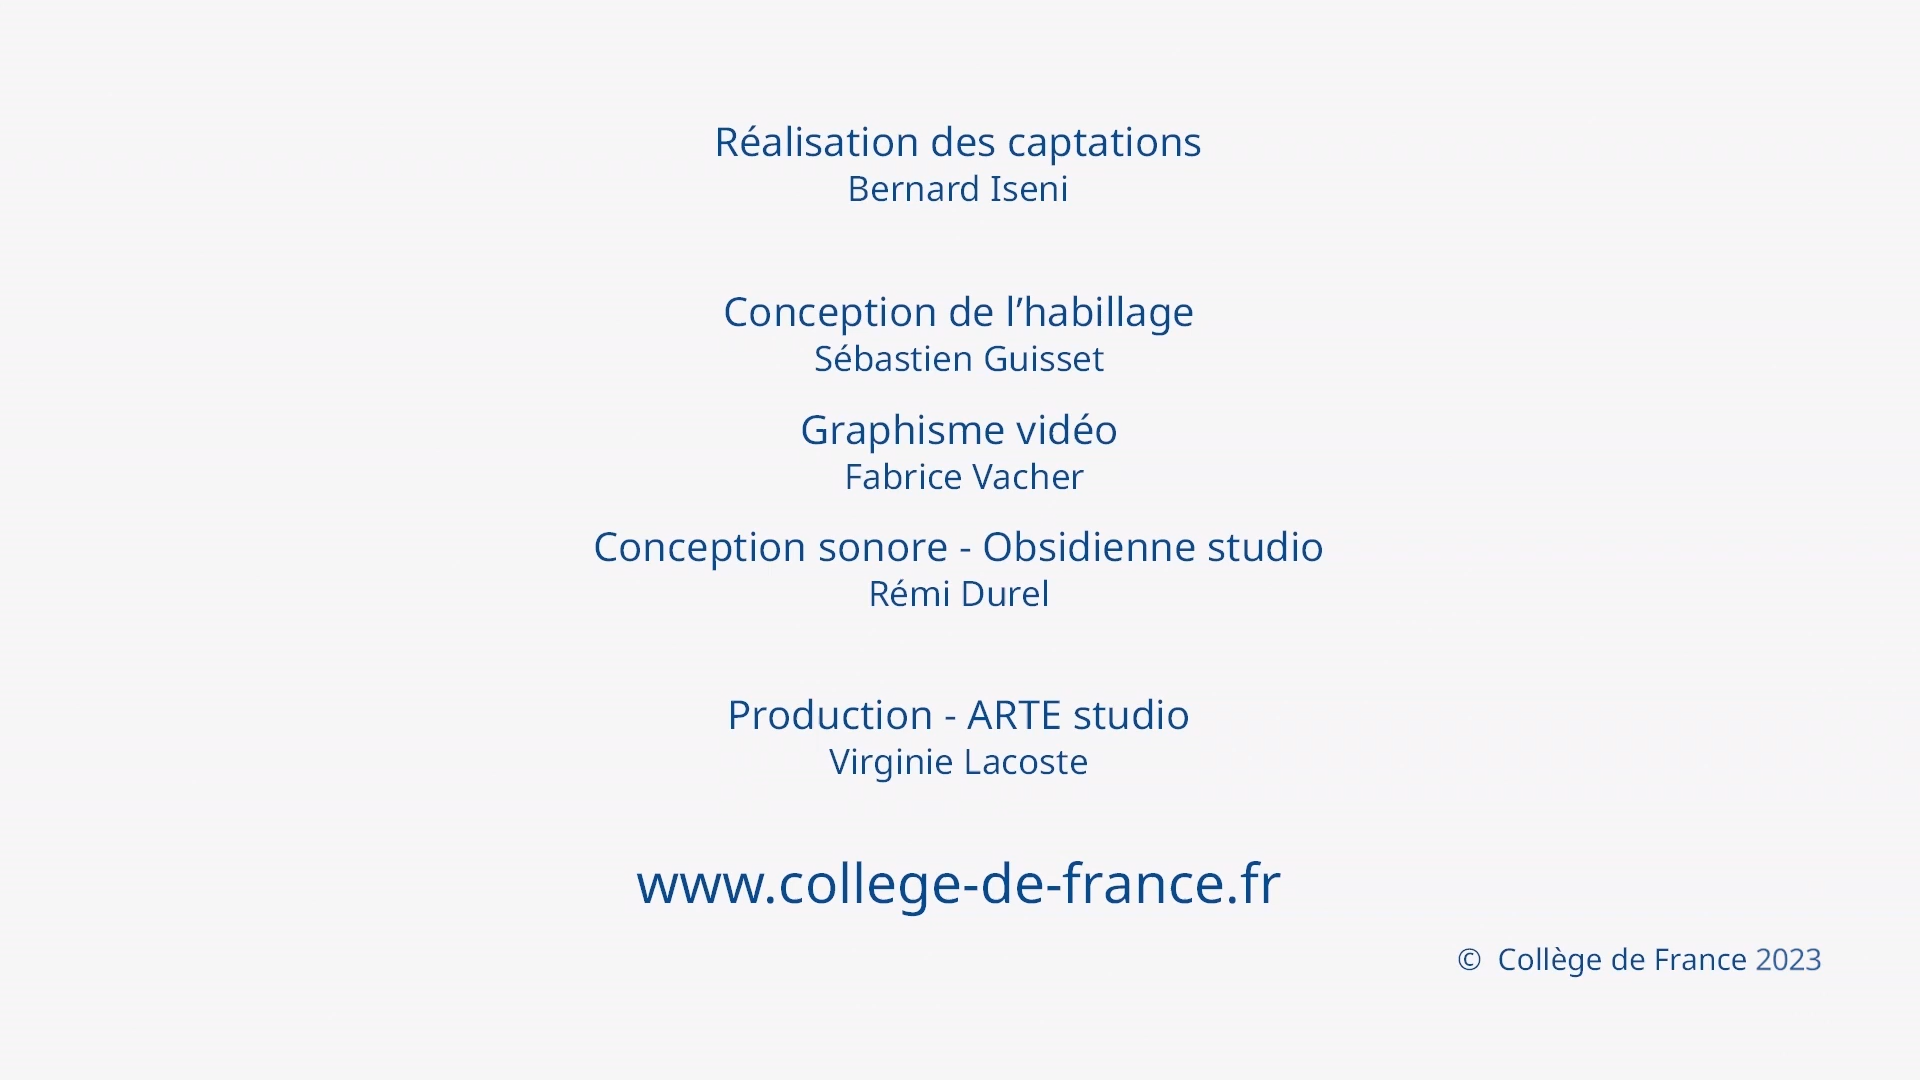 Réalisation des captations
Bernard Iseni
Conception de l’habillage
Sébastien Guisset
Graphisme vidéo
Fabrice Vacher
Conception sonore - Obsidienne studio
Rémi Durel
Production - ARTE studio
Virginie Lacoste
www.college-de-france.fr
© Collège de France 2023